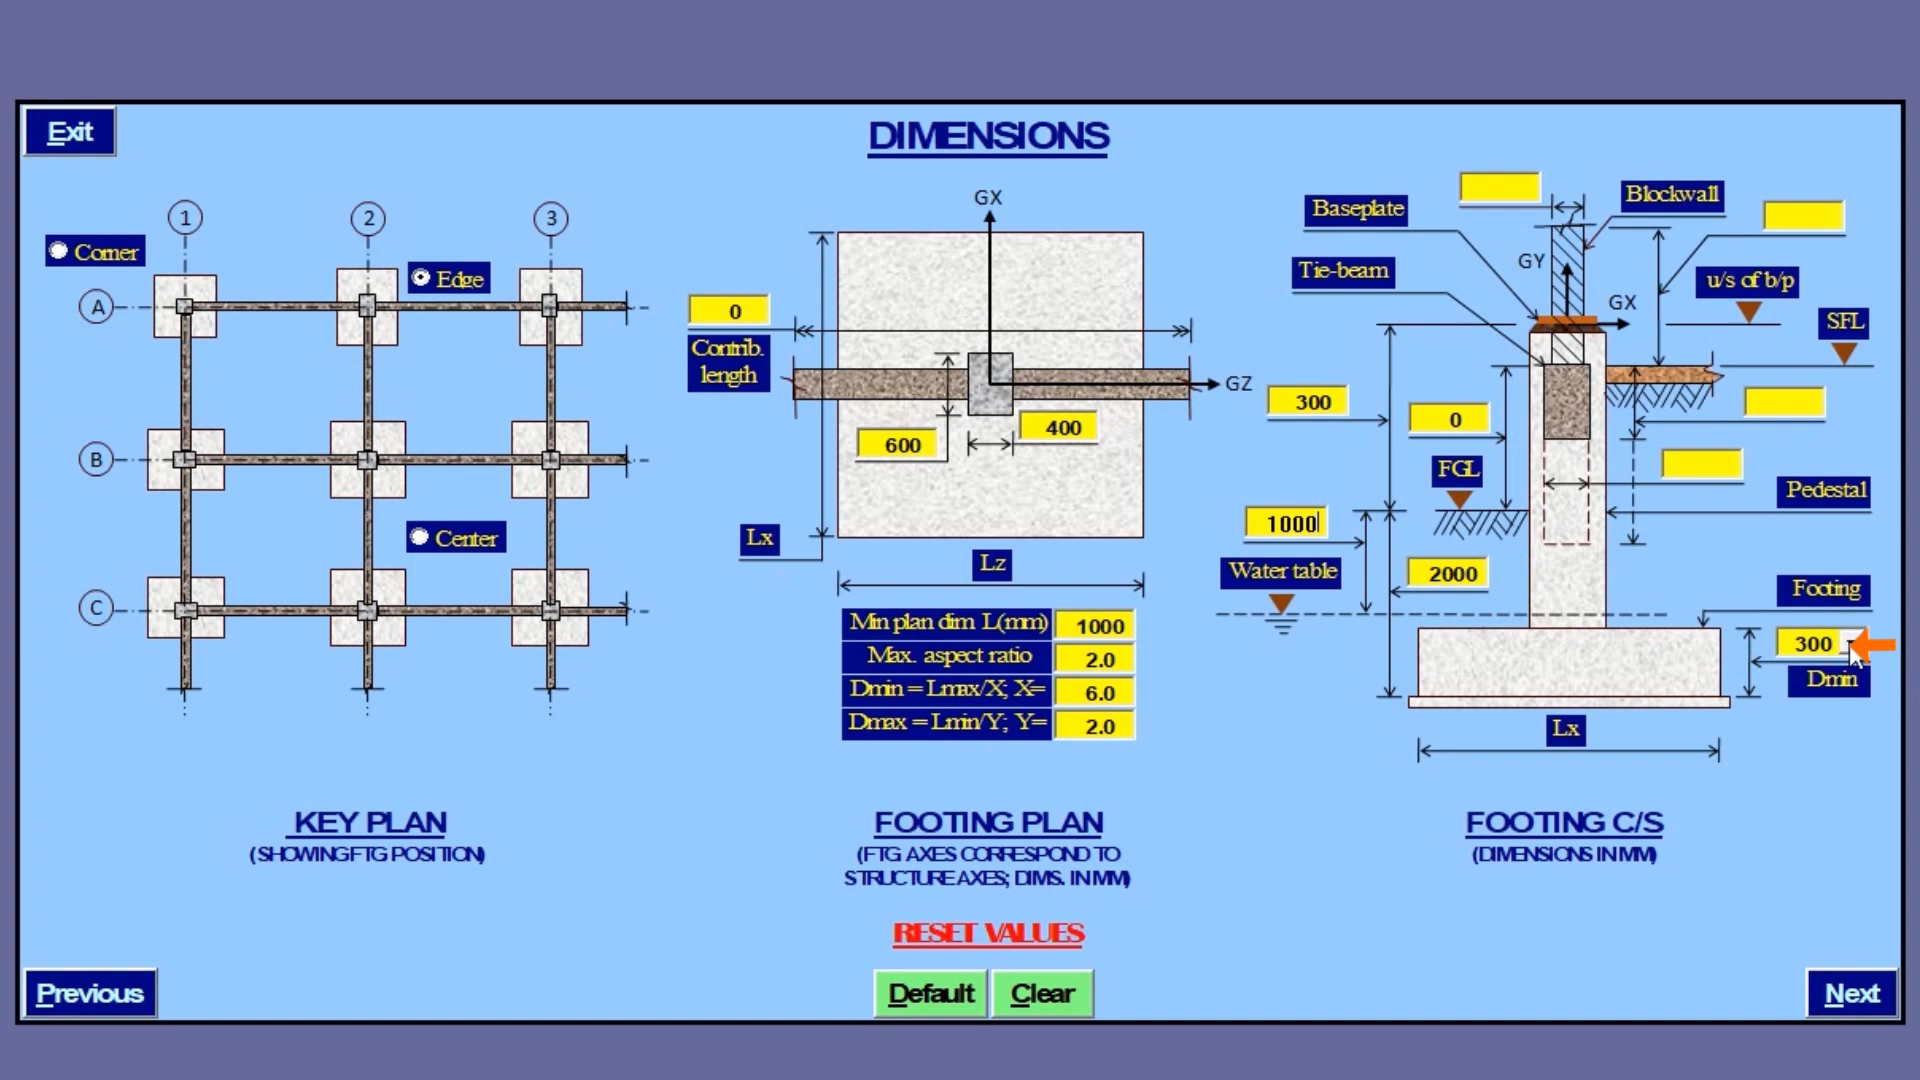 Exit
DIMENSIONS
1
2
3
Corner
Edge
A
B
C
Center
KEY PLAN
(SHOWING FTG POSITION)
GX
0
Contrib.
length
GZ
600
400
Lx
Lz
Min plan dim L(mm) 1000
Max. aspect ratio 2.0
Dmin = Lmax/X; X= 6.0
Dmax = Lmin/Y; Y= 2.0
FOOTING PLAN
(FTG AXES CORRESPOND TO
STRUCTURE AXES; DIMS. IN MM)
Baseplate
Blockwall
Tie-beam
GY
GX
u/s of b/p
SFL
300
0
FGL
Pedestal
1000
Water table
2000
Footing
300
Dmin
Lx
FOOTING C/S
(DIMENSIONS IN MM)
RESET VALUES
Previous
Default
Clear
Next